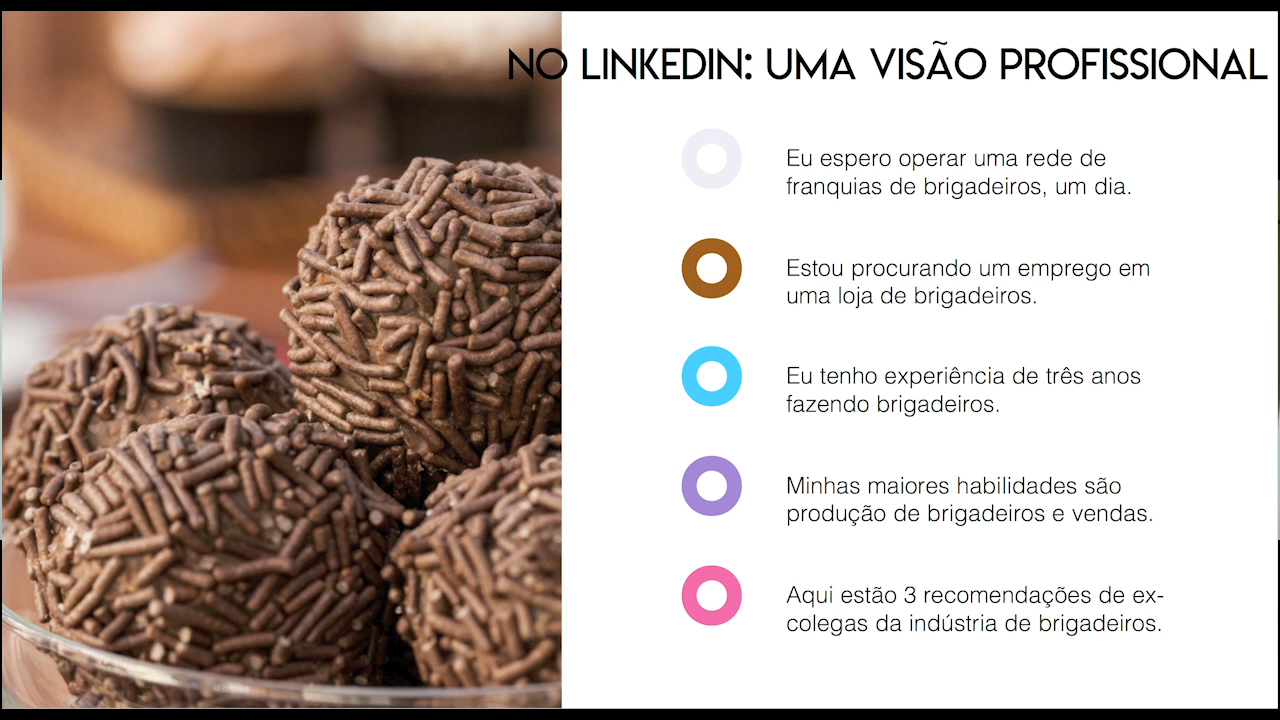 NO LINKEDIN: UMA VISÃO PROFISSIONAL
Eu espero operar uma rede de
franquias de brigadeiros, um dia.
Estou procurando um emprego em
uma loja de brigadeiros.
Eu tenho experiência de três anos
fazendo brigadeiros.
Minhas maiores habilidades são
produção de brigadeiros e vendas.
Aqui estão 3 recomendações de ex-
colegas da indústria de brigadeiros.